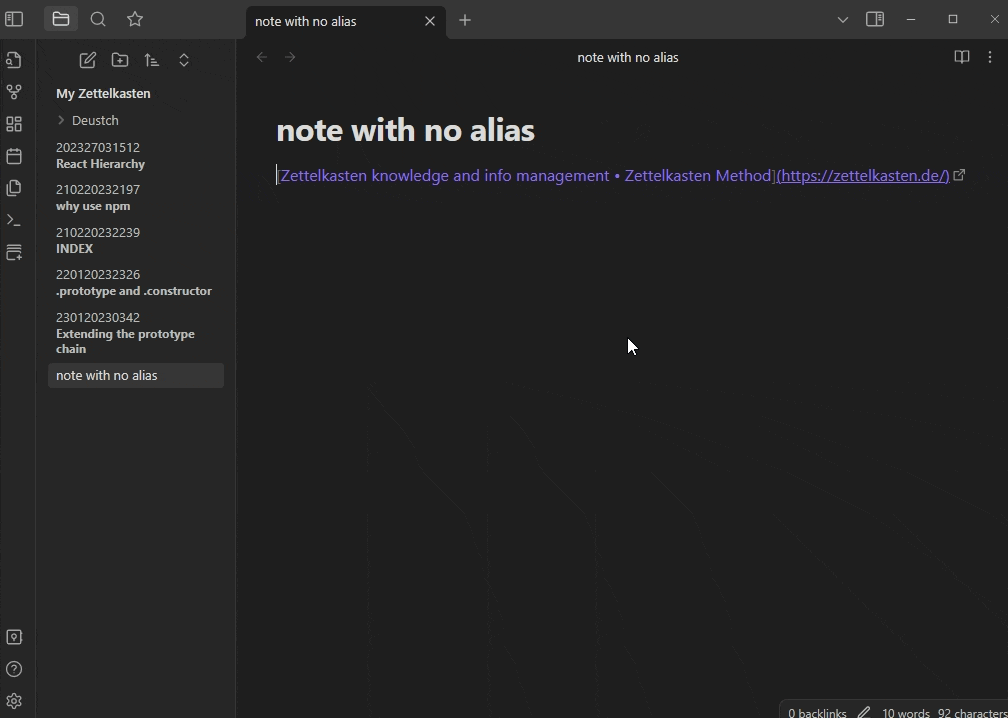 note with no alias
note with no alias
My Zettelkasten
Deustch
202327031512
React Hierarchy
210220232197
why use npm
210220232239
INDEX
220120232326
.prototype and .constructor
230120230342
Extending the prototype
chain
note with no alias
note with no alias
[Zettelkasten knowledge and info management • Zettelkasten Method](https://zettelkasten.de/)
0 backlinks 10 words 92 characters